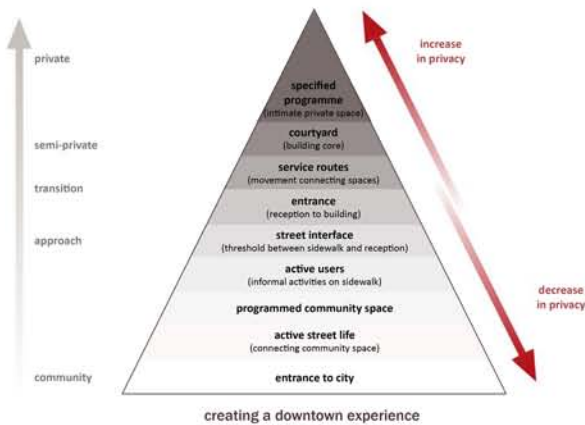 private
semi-private
transition
approach
community
specified
programme
(intimate private space)
courtyard
(building core)
service routes
(movement connecting spaces)
entrance
(reception to building)
street interface
(threshold between sidewalk and reception)
active users
(informal activities on sidewalk)
programmed community space
active street life
(connecting community space)
entrance to city
increase
in privacy
decrease
in privacy
creating a downtown experience